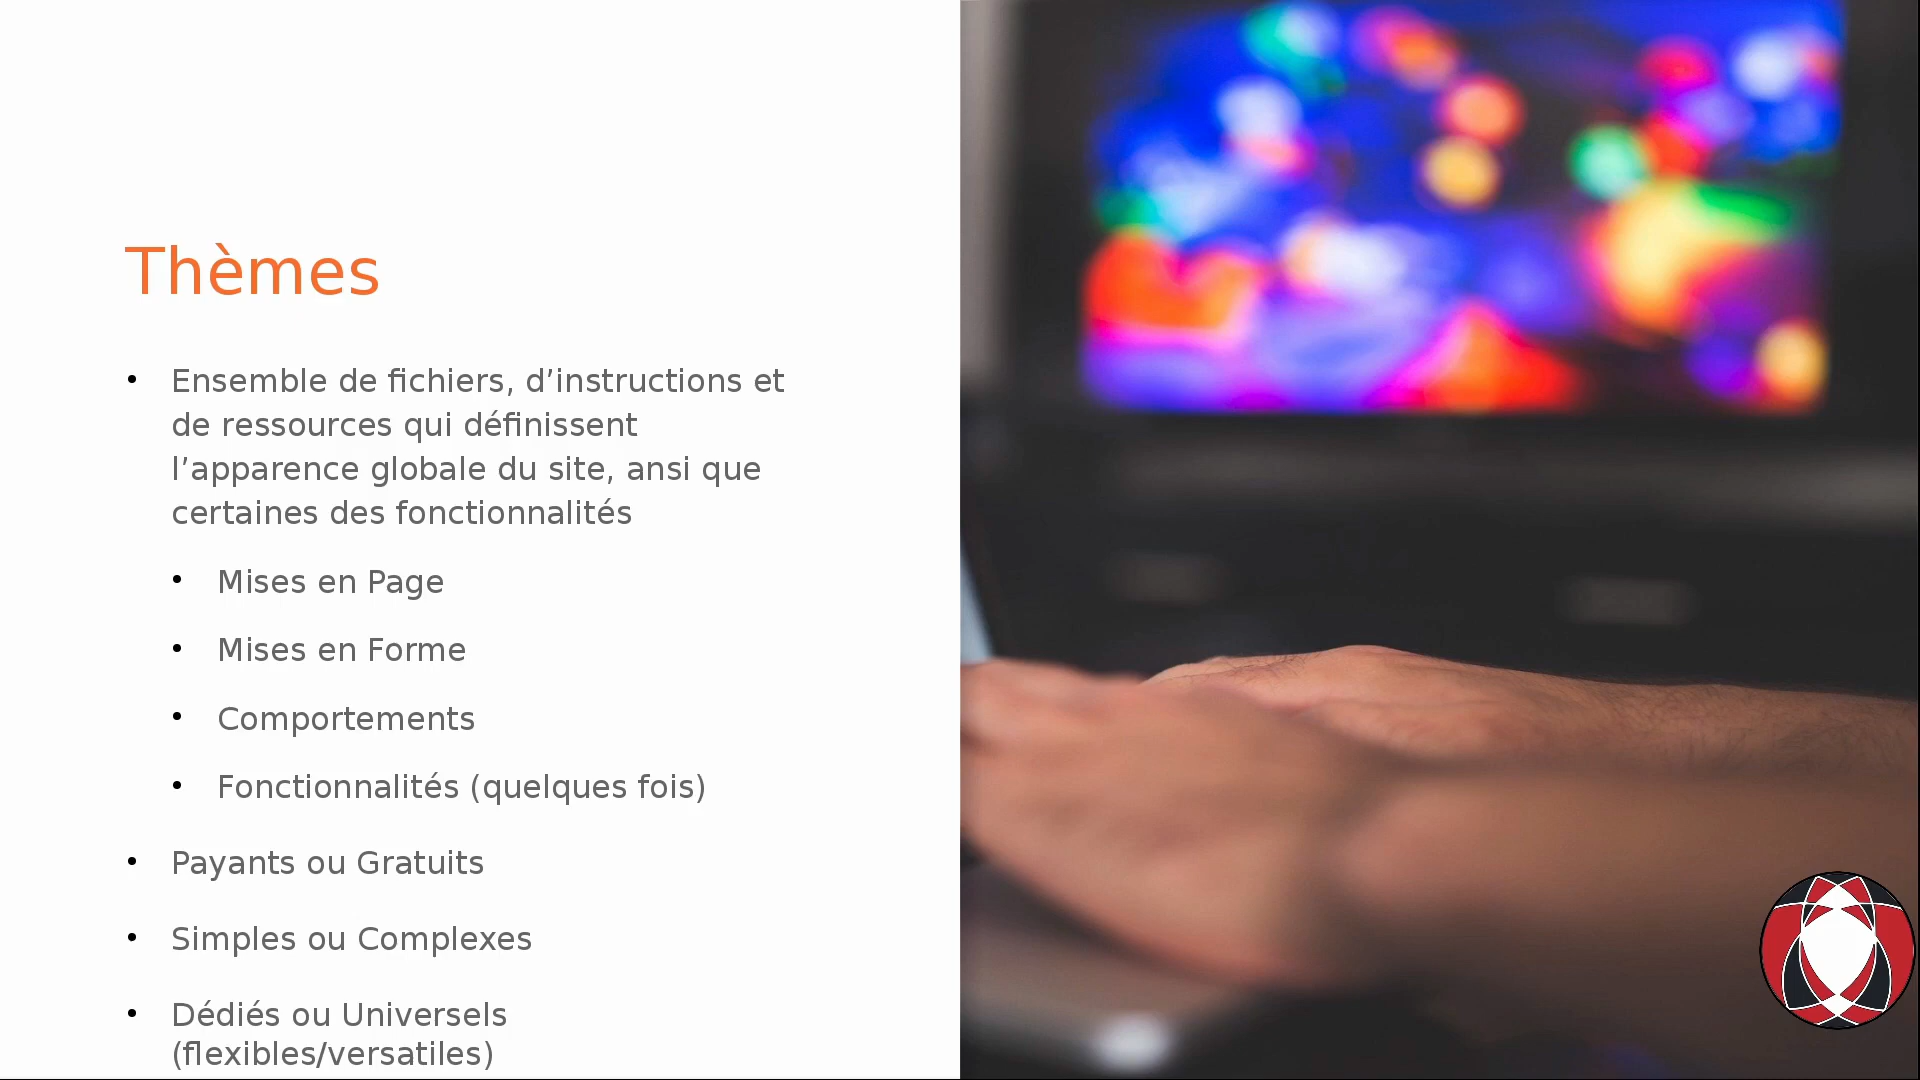 Thèmes
• Ensemble de fichiers, d’instructions et
de ressources qui définissent
l’apparence globale du site, ansi que
certaines des fonctionnalités
• Mises en Page
• Mises en Forme
• Comportements
• Fonctionnalités (quelques fois)
• Payants ou Gratuits
• Simples ou Complexes
• Dédiés ou Universels
(flexibles/versatiles)